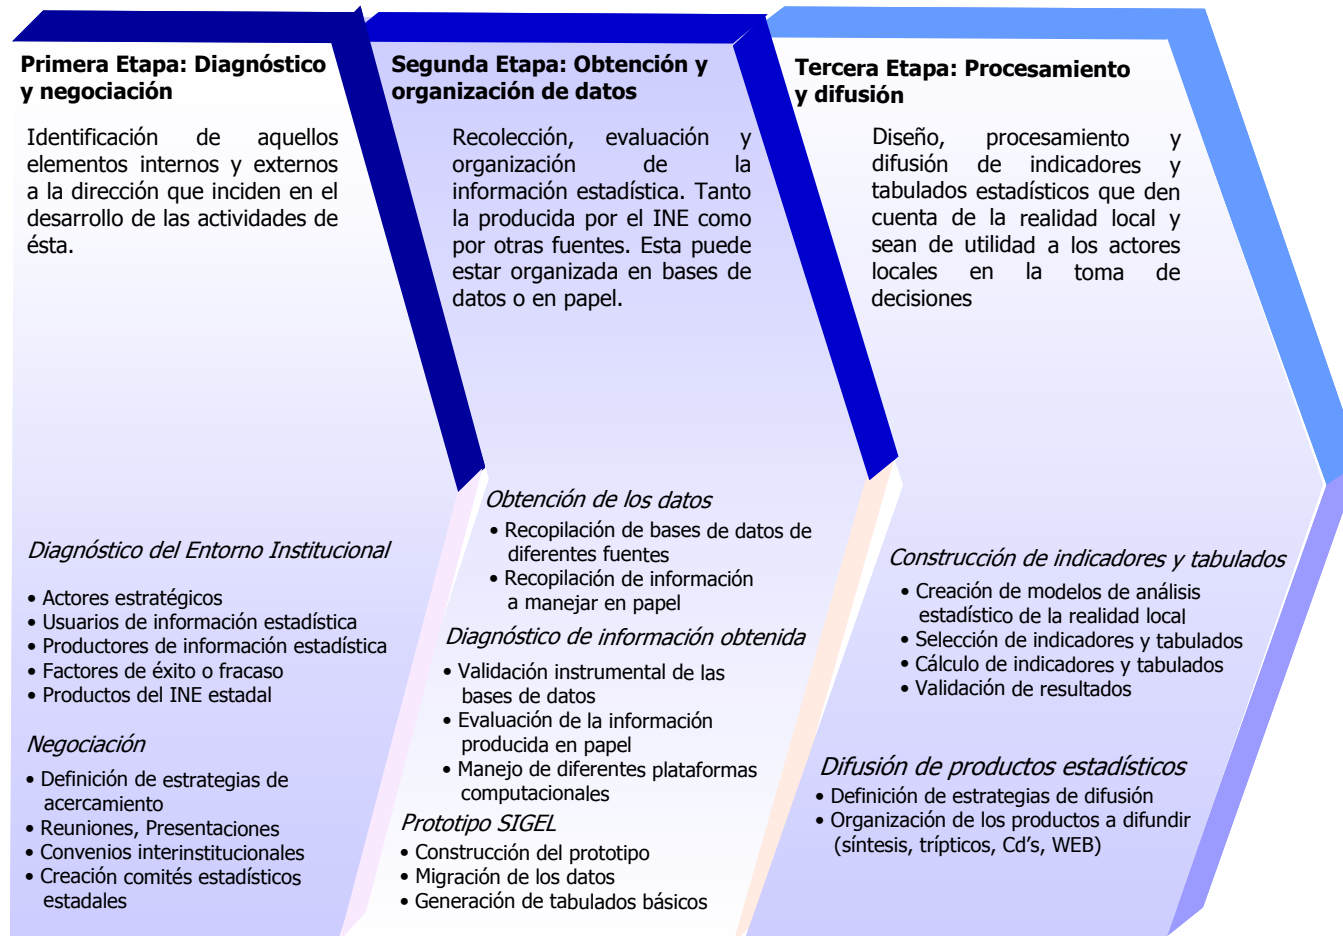 Primera Etapa: Diagnóstico
y negociación
Identificación de aquellos
elementos internos y externos
a la dirección que inciden en el
desarrollo de las actividades de
ésta.
Diagnóstico del Entorno Institucional
• Actores estratégicos
• Usuarios de información estadística
• Productores de información estadística
• Factores de éxito o fracaso
• Productos del INE estadal
Negociación
• Definición de estrategias de
acercamiento
• Reuniones, Presentaciones
• Convenios interinstitucionales
• Creación comités estadísticos
estadales
Segunda Etapa: Obtención y
organización de datos
Recolección, evaluación y
organización de la
información estadística. Tanto
la producida por el INE como
por otras fuentes. Esta puede
estar organizada en bases de
datos o en papel.
Obtención de los datos
• Recopilación de bases de datos de
diferentes fuentes
• Recopilación de información
a manejar en papel
Diagnóstico de información obtenida
• Validación instrumental de las
bases de datos
• Evaluación de la información
producida en papel
• Manejo de diferentes plataformas
computacionales
Prototipo SIGEL
• Construcción del prototipo
• Migración de los datos
• Generación de tabulados básicos
Tercera Etapa: Procesamiento
y difusión
Diseño, procesamiento y
difusión de indicadores y
tabulados estadísticos que den
cuenta de la realidad local y
sean de utilidad a los actores
locales en la toma de
decisiones
Construcción de indicadores y tabulados
• Creación de modelos de análisis
estadístico de la realidad local
• Selección de indicadores y tabulados
• Cálculo de indicadores y tabulados
• Validación de resultados
Difusión de productos estadísticos
• Definición de estrategias de difusión
• Organización de los productos a difundir
(síntesis, trípticos, Cd’s, WEB)